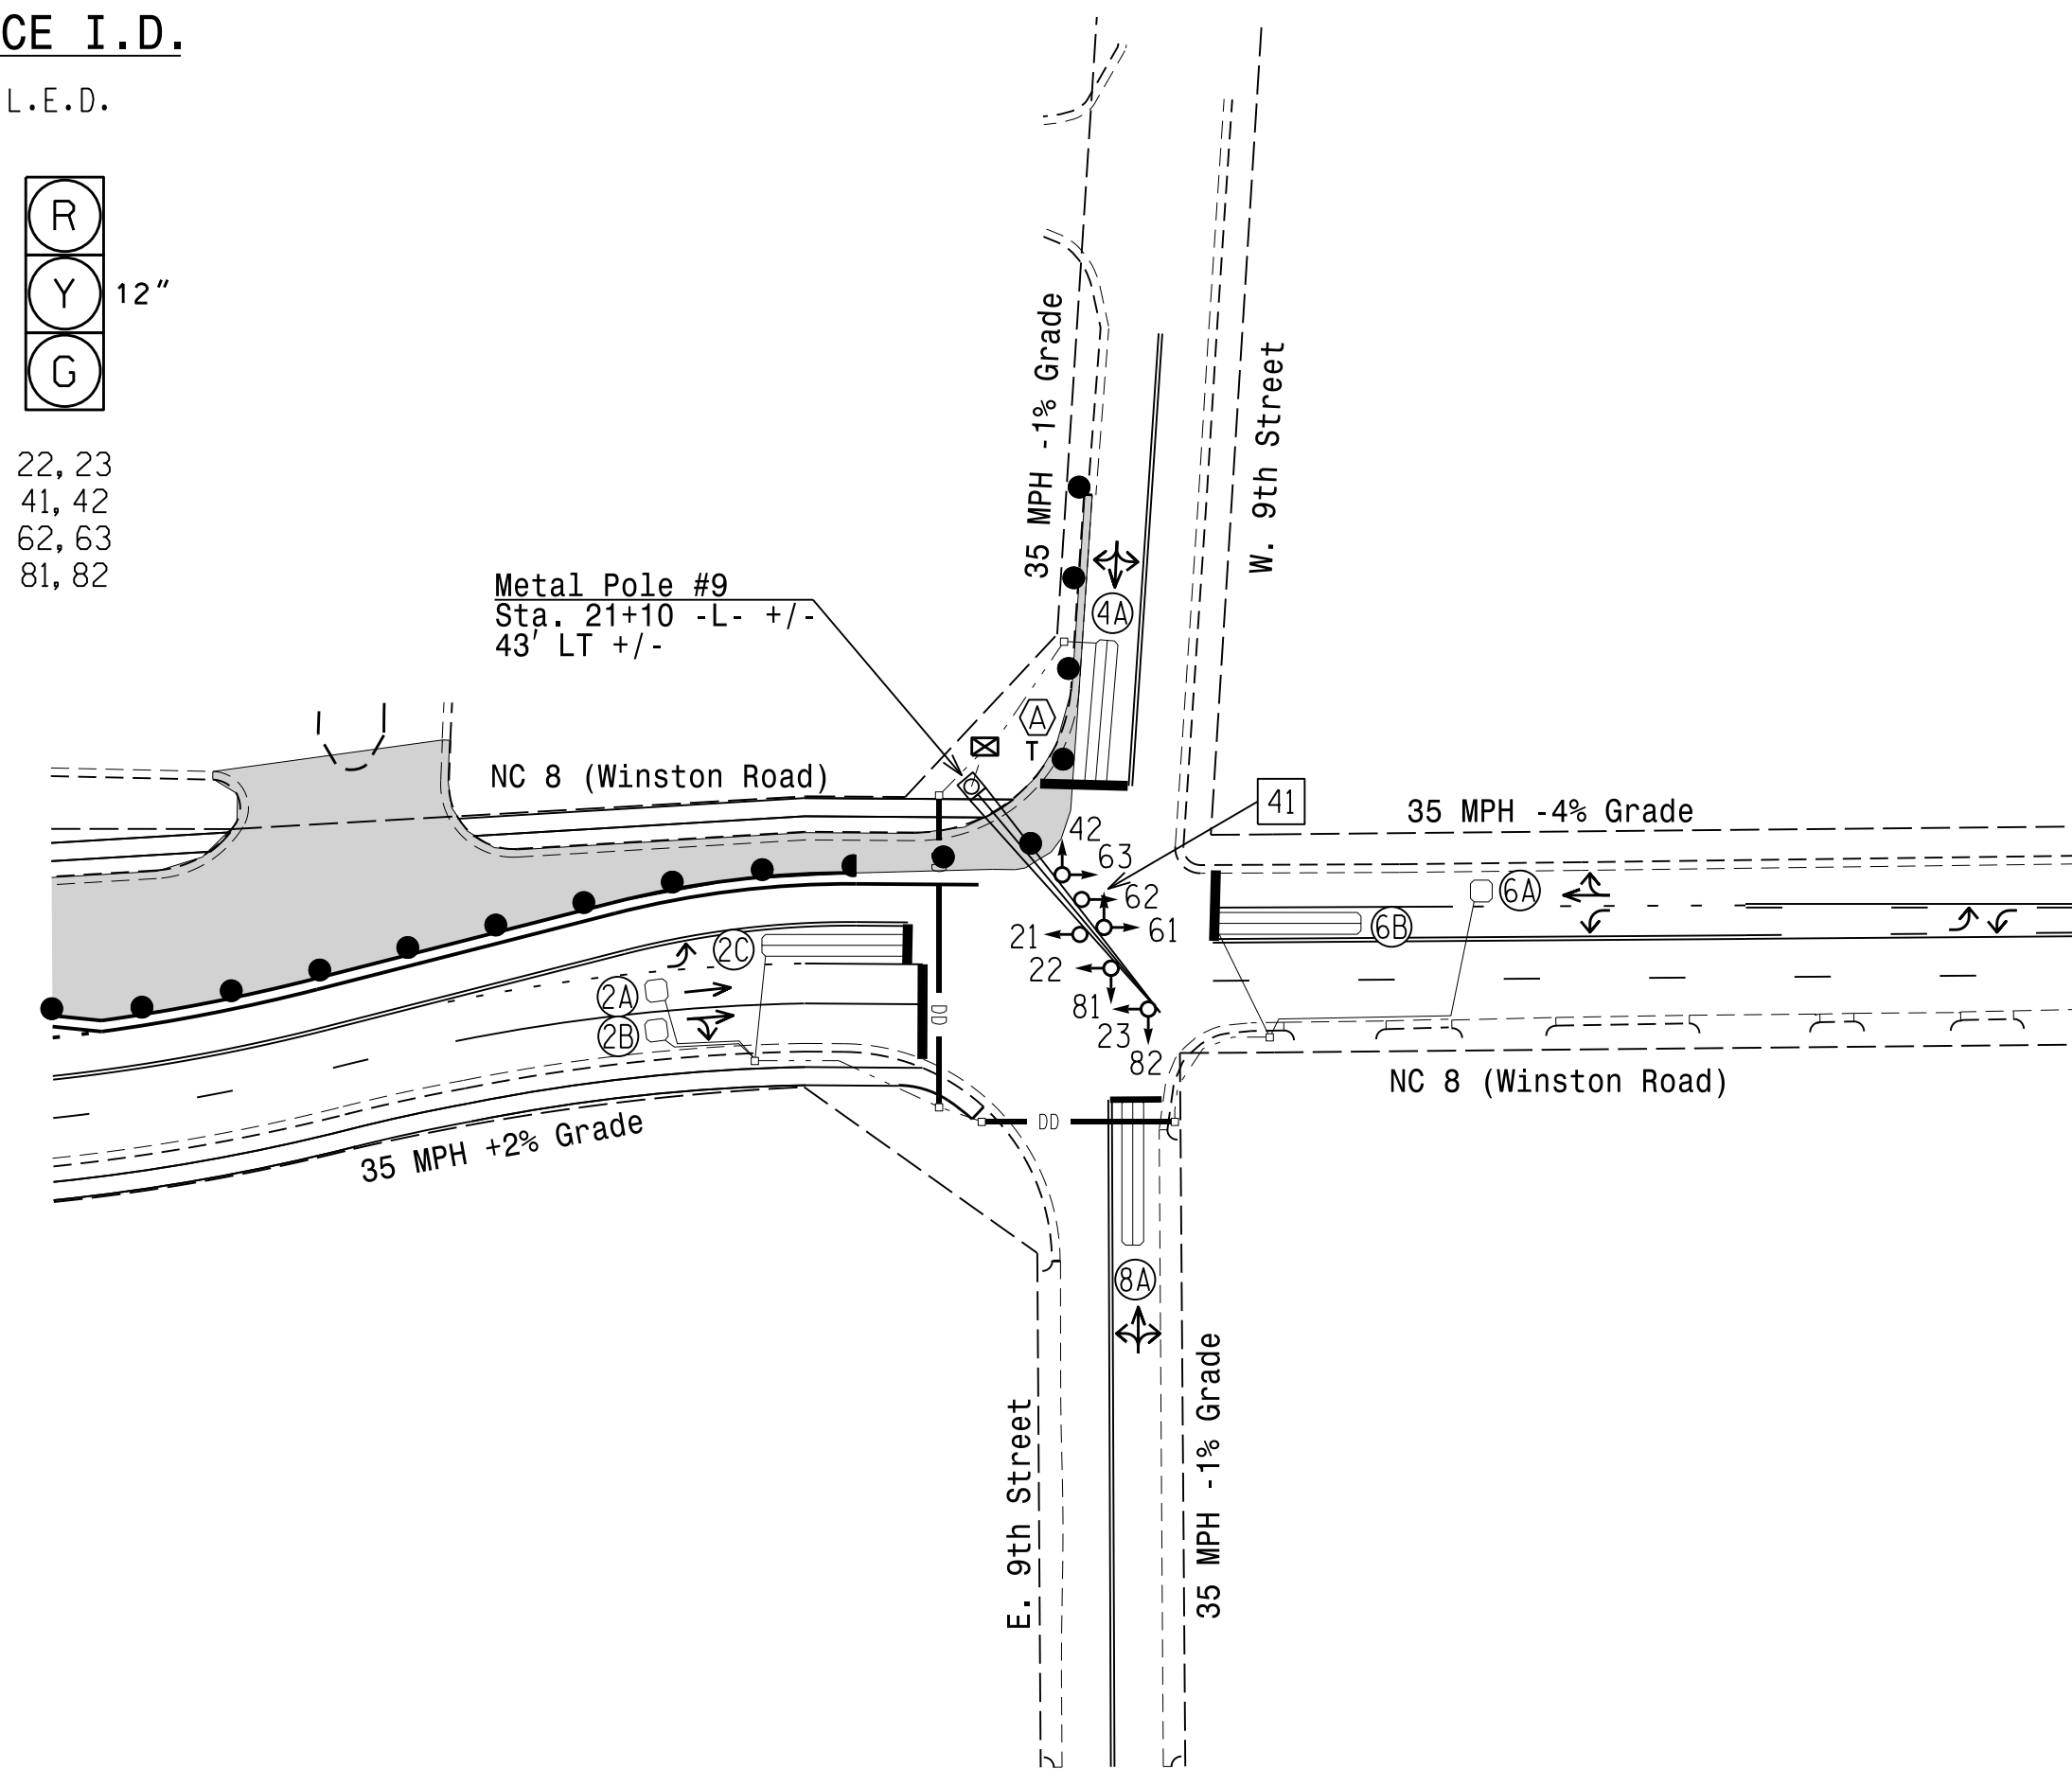 CE I.D.
L.E.D.
R
Y
G
12"
22, 23
41, 42
62, 63
81, 82
Metal Pole #9
Sta. 21+10 -L- +/-
43' LT +/-
35 MPH -1% Grade
W. 9th Street
4A
A
T
NC 8 (Winston Road)
41
35 MPH -4% Grade
42
63
62
61
21
22
81
23
82
6A
6B
2C
2A
2B
DD
NC 8 (Winston Road)
35 MPH +2% Grade
DD
8A
E. 9th Street
35 MPH -1% Grade